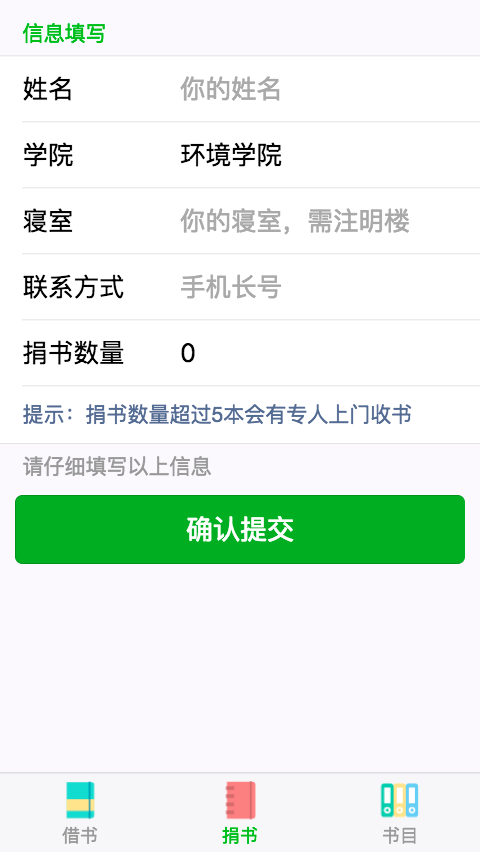 信息填写
姓名 你的姓名
学院 环境学院
寝室 你的寝室，需注明楼
联系方式 手机长号
捐书数量 0
提示：捐书数量超过5本会有专人上门收书
请仔细填写以上信息
确认提交
借书 捐书 书目